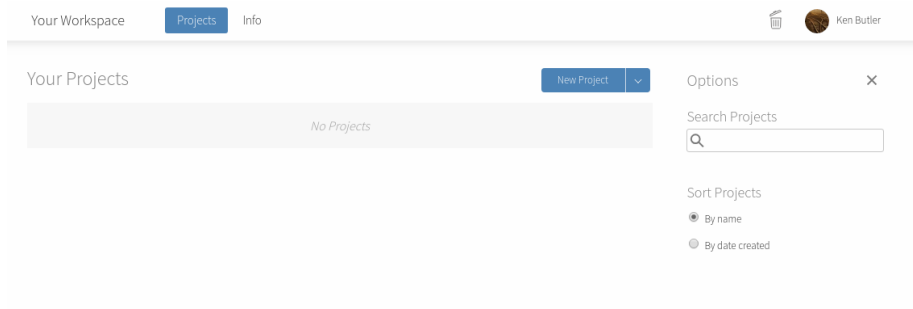 Your Workspace Projects Info Ken Butler
Your Projects New Project
No Projects
Options
Search Projects
Sort Projects
By name
By date created